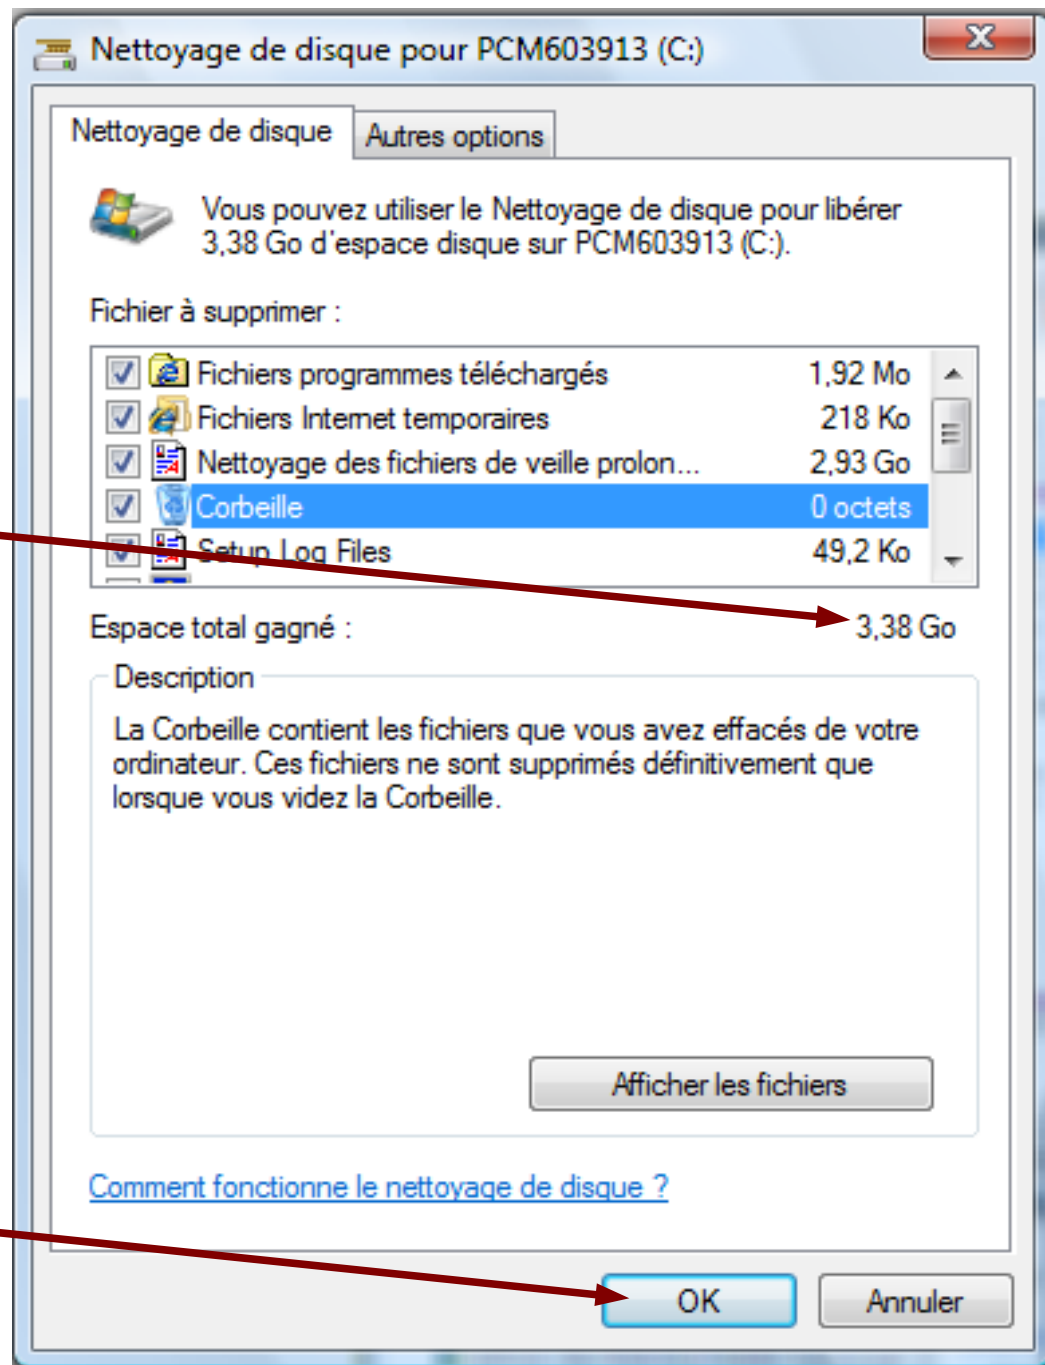 Nettoyage de disque pour PCM603913 (C:)
Nettoyage de disque
Autres options
Vous pouvez utiliser le Nettoyage de disque pour libérer
3,38 Go d'espace disque sur PCM603913 (C:).
Fichier à supprimer :
Fichiers programmes téléchargés 1,92 Mo
Fichiers Internet temporaires 218 Ko
Nettoyage des fichiers de veille prolon... 2,93 Go
Corbeille 0 octets
Setup Log Files 49,2 Ko
Espace total gagné : 3,38 Go
Description
La Corbeille contient les fichiers que vous avez effacés de votre
ordinateur. Ces fichiers ne sont supprimés définitivement que
lorsque vous videz la Corbeille.
Afficher les fichiers
Comment fonctionne le nettoyage de disque ?
OK
Annuler